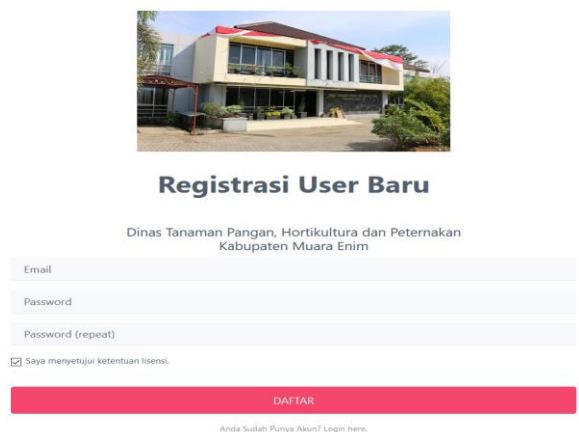 Registrasi User Baru
Dinas Tanaman Pangan, Hortikultura dan Peternakan
Kabupaten Muara Enim
Email
Password
Password (repeat)
Saya menyetujui ketentuan lisensi.
DAFTAR
Anda Sudah Punya Akun? Login here.